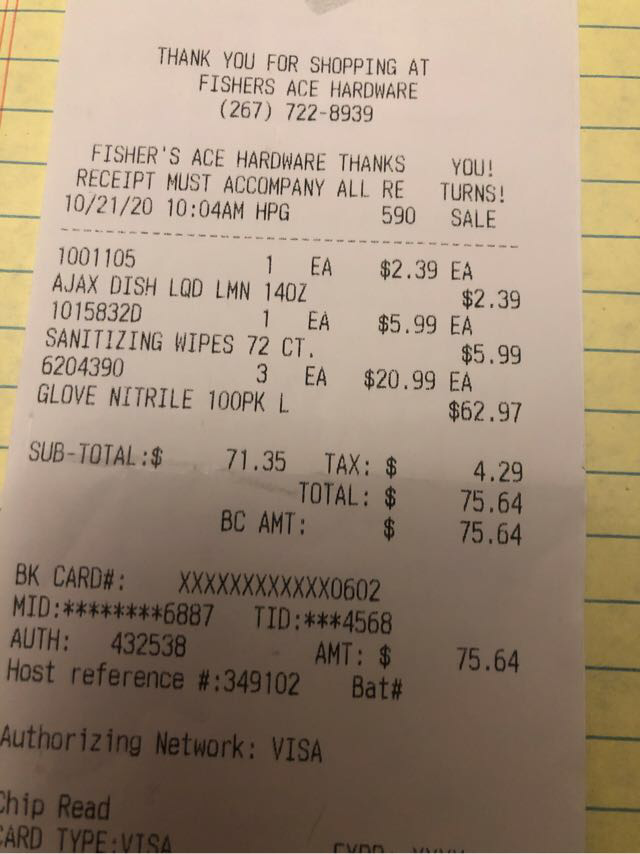 THANK YOU FOR SHOPPING AT
FISHERS ACE HARDWARE
(267) 722-8939
FISHER'S ACE HARDWARE THANKS YOU!
RECEIPT MUST ACCOMPANY ALL RE TURNS!
10/21/20 10:04AM HPG 590 SALE
1001105 1 EA $2.39 EA
AJAX DISH LQD LMN 14OZ $2.39
1015832D 1 EA $5.99 EA
SANITIZING WIPES 72 CT. $5.99
6204390 3 EA $20.99 EA
GLOVE NITRILE 100PK L $62.97
SUB-TOTAL:$ 71.35 TAX: $ 4.29
TOTAL: $ 75.64
BC AMT: $ 75.64
BK CARD#: XXXXXXXXXXXX0602
MID:********6887 TID:***4568
AUTH: 432538 AMT: $ 75.64
Host reference #:349102 Bat#
Authorizing Network: VISA
Chip Read
CARD TYPE:VISA